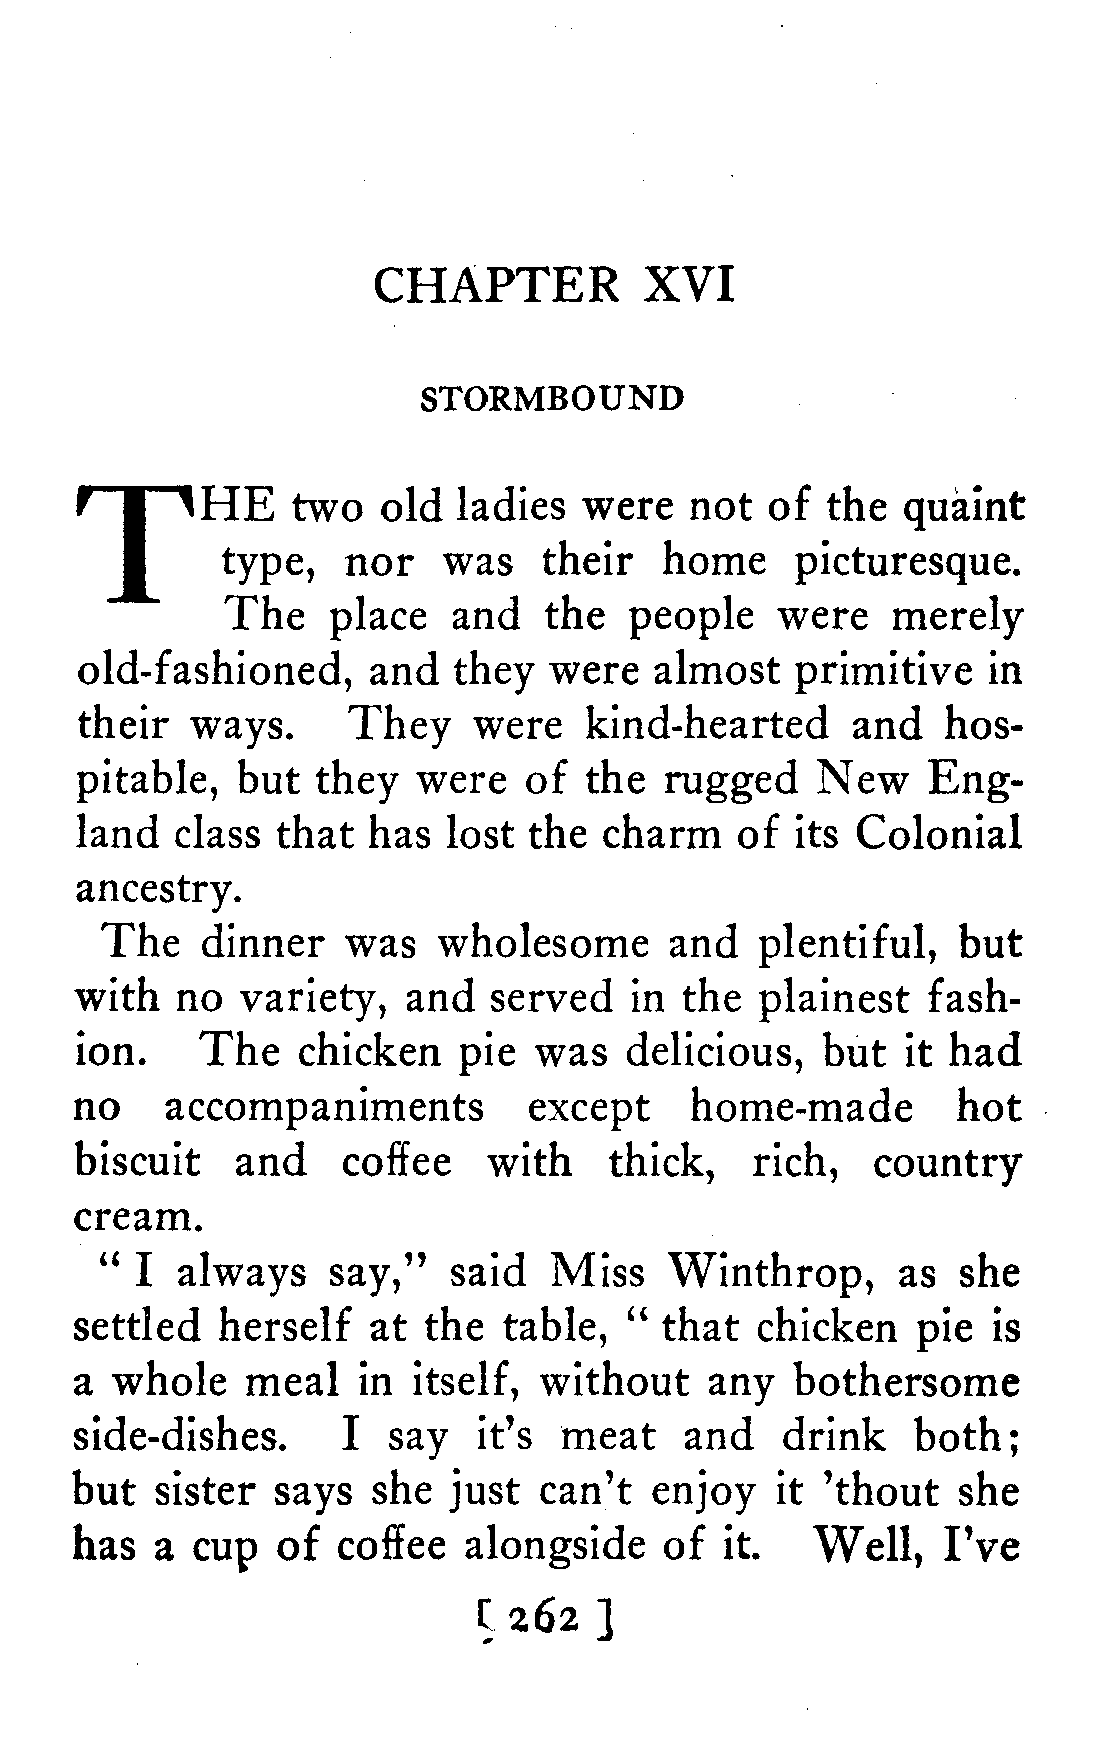 CHAPTER XVI
STORMBOUND
THE two old ladies were not of the quaint
type, nor was their home picturesque.
The place and the people were merely
old-fashioned, and they were almost primitive in
their ways. They were kind-hearted and hos-
pitable, but they were of the rugged New Eng-
land class that has lost the charm of its Colonial
ancestry.
The dinner was wholesome and plentiful, but
with no variety, and served in the plainest fash-
ion. The chicken pie was delicious, but it had
no accompaniments except home-made hot
biscuit and coffee with thick, rich, country
cream.
“ I always say,” said Miss Winthrop, as she
settled herself at the table, “ that chicken pie is
a whole meal in itself, without any bothersome
side-dishes. I say it’s meat and drink both;
but sister says she just can’t enjoy it ’thout she
has a cup of coffee alongside of it. Well, I’ve
[ 262 ]